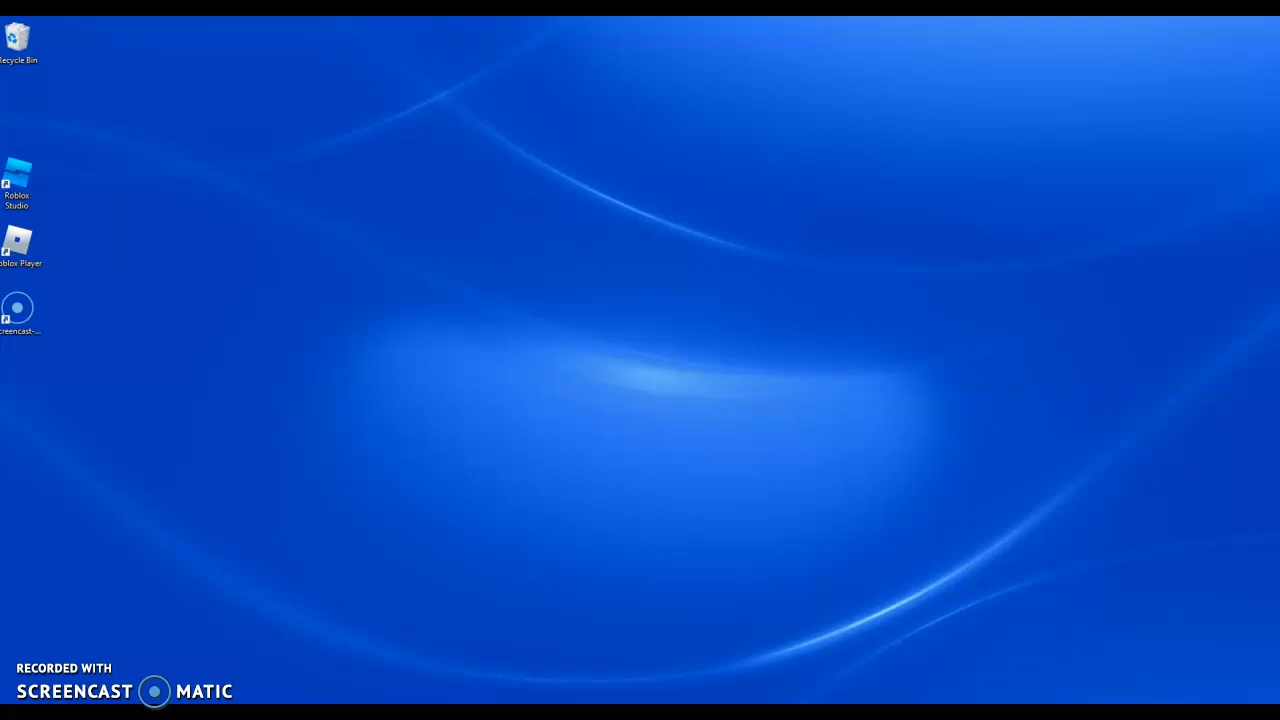 Recycle Bin
Roblox
Studio
oblox Player
creencast-...
RECORDED WITH
SCREENCAST MATIC